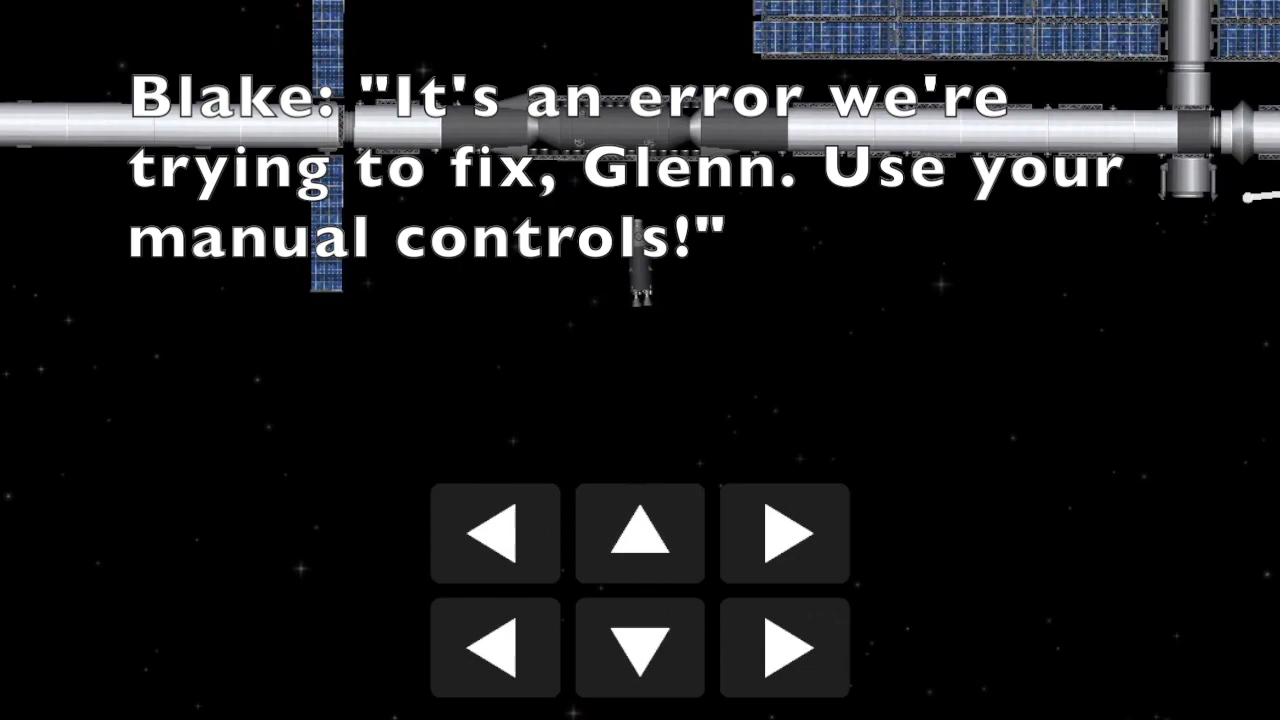 Blake: "It's an error we're
trying to fix, Glenn. Use your
manual controls!"